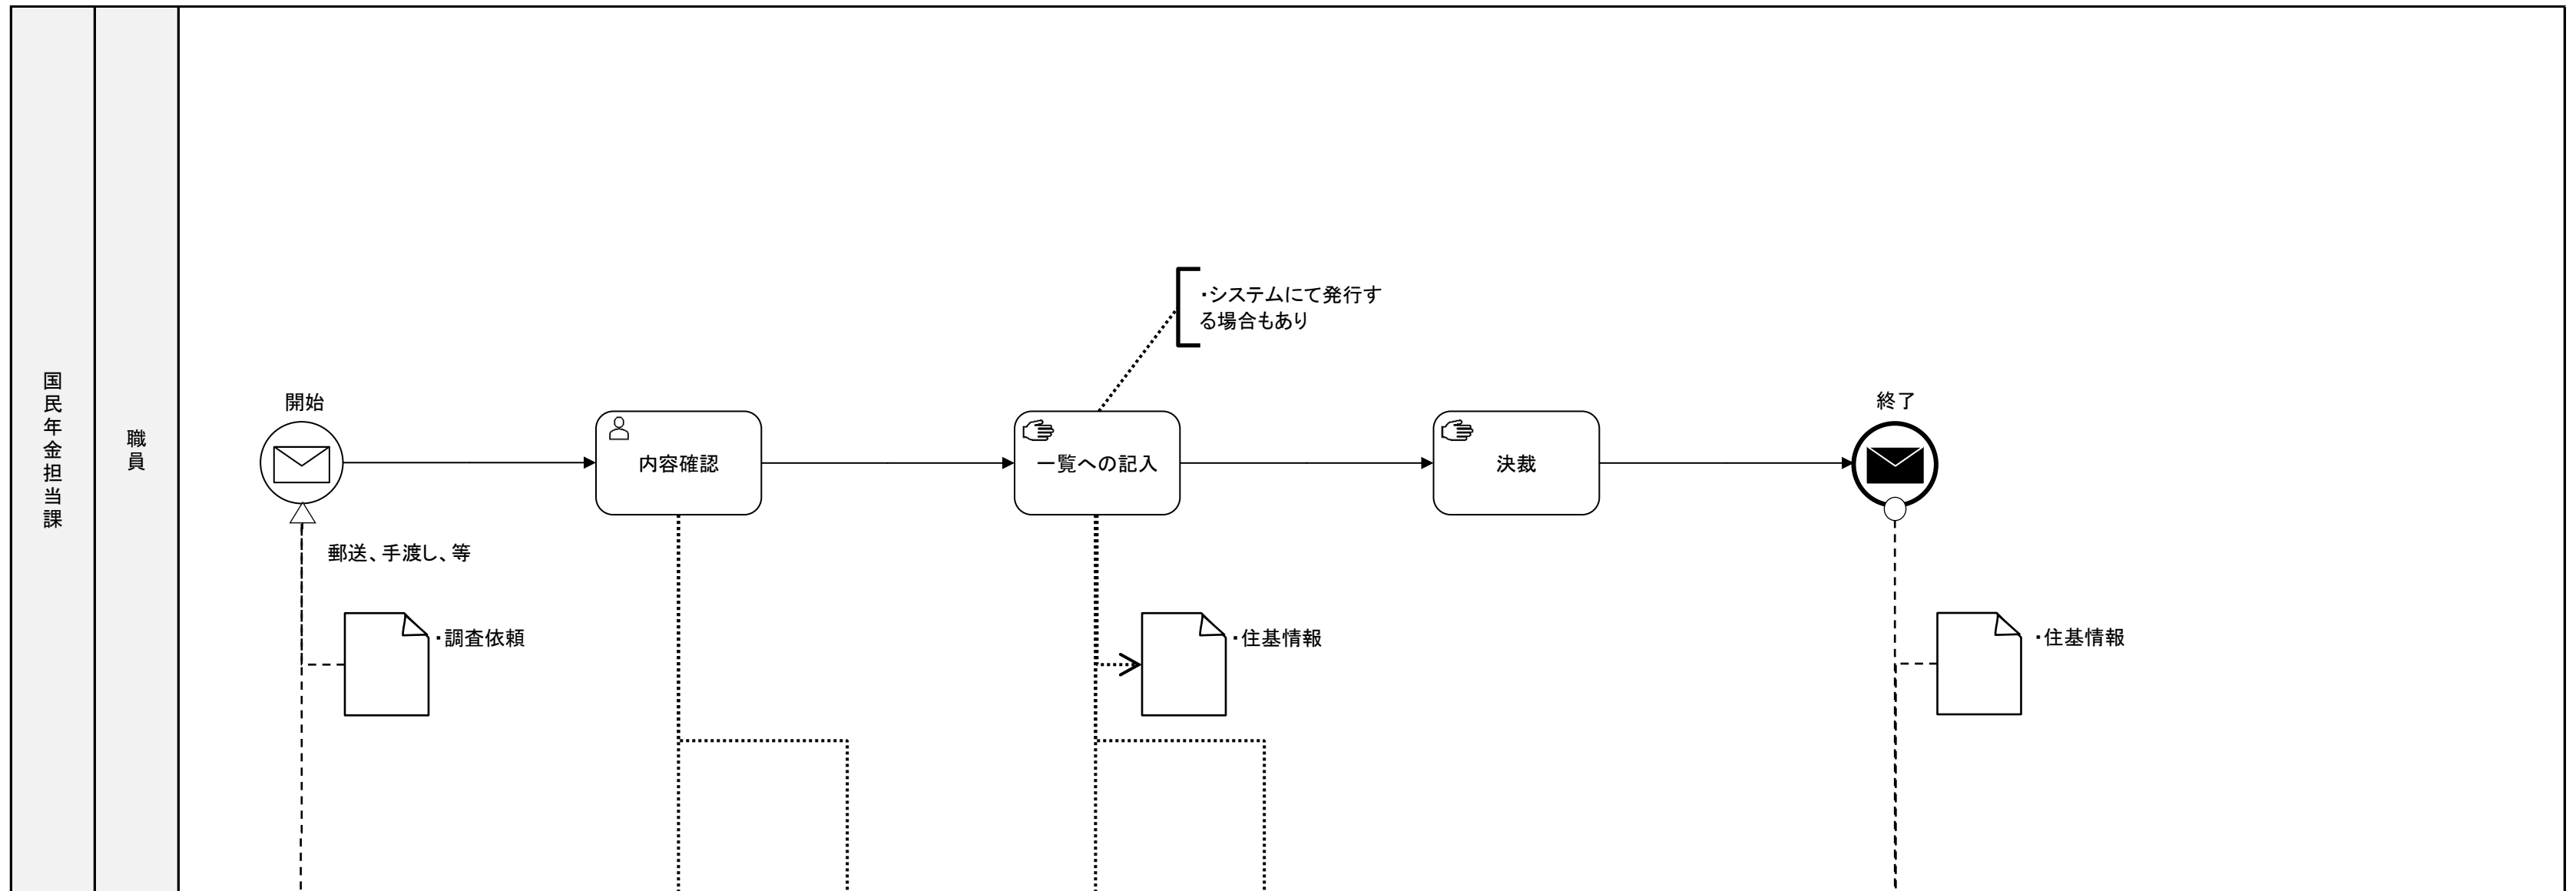 国民年金担当課
職員
・システムにて発行す
る場合もあり
開始
終了
内容確認
一覧への記入
決裁
郵送、手渡し、等
・調査依頼
・住基情報
・住基情報